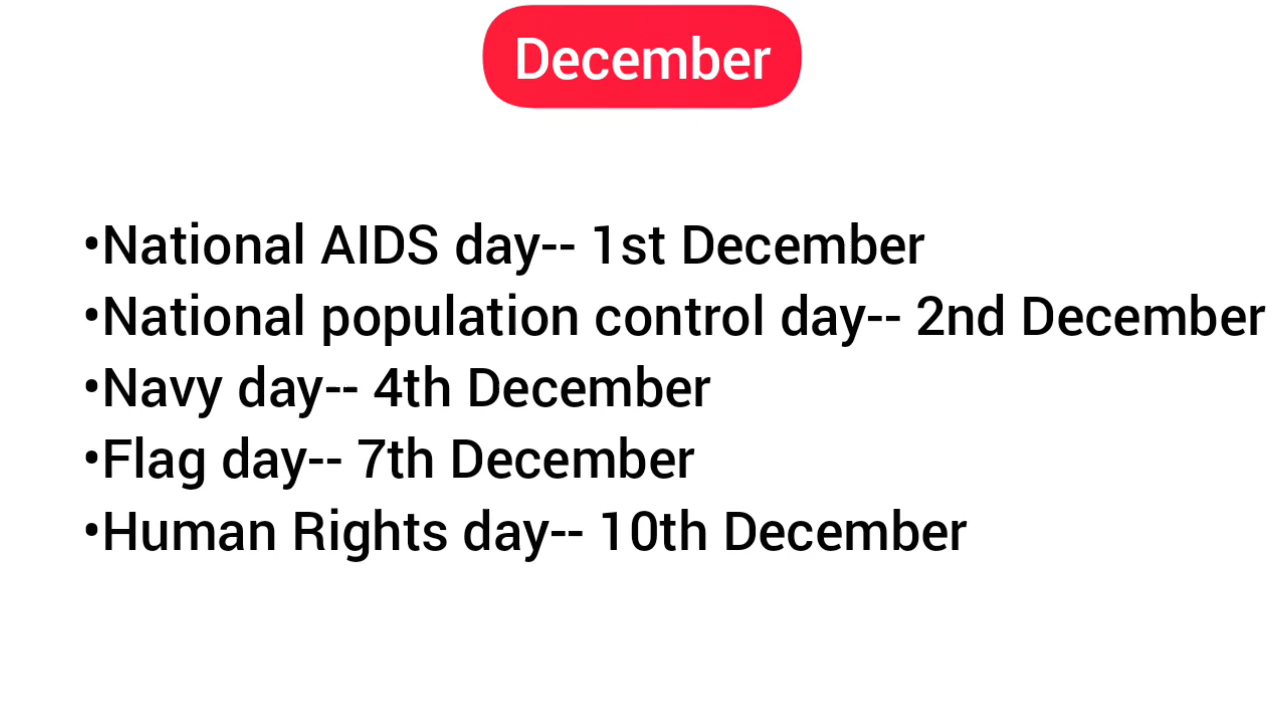 December
•National AIDS day-- 1st December
•National population control day-- 2nd December
•Navy day-- 4th December
•Flag day-- 7th December
•Human Rights day-- 10th December